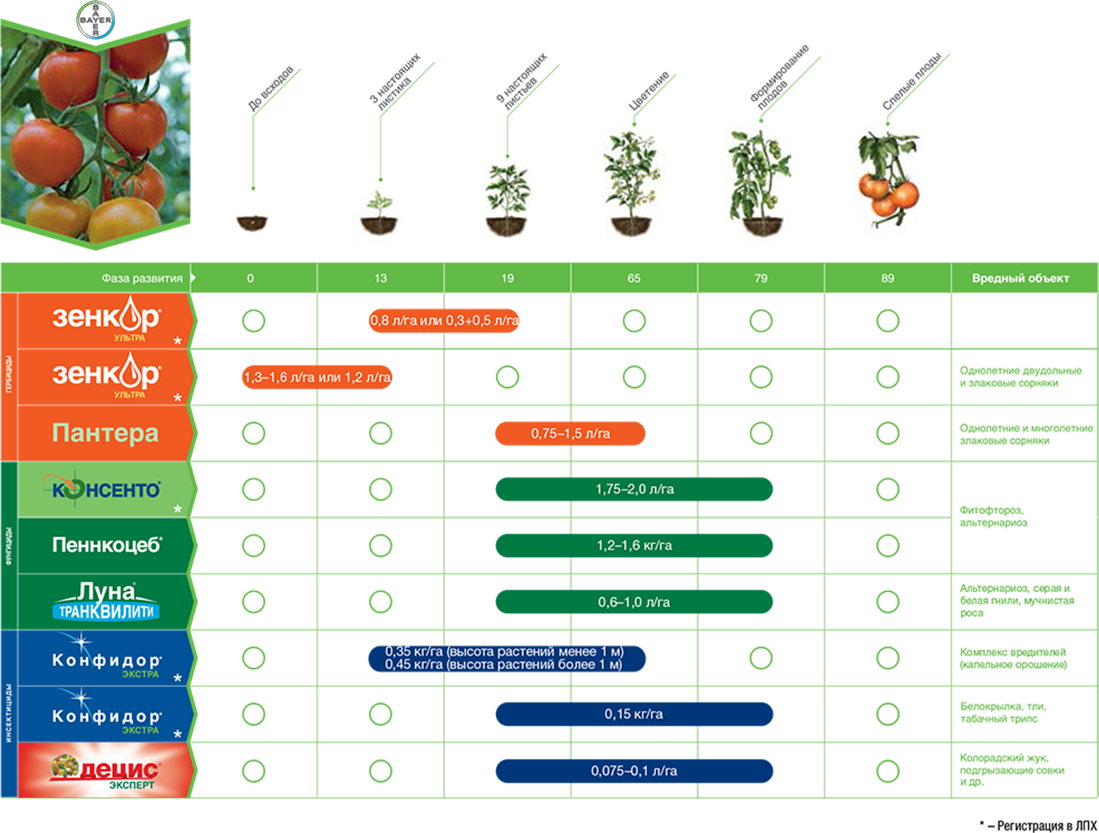 BAYER
BAYER
До всходов
3 настоящих
листика
9 настоящих
листьев
Цветение
Формирование
плодов
Спелые плоды
Фаза развития 0 13 19 65 79 89 Вредный объект
ГЕРБИЦИДЫ
зенкор®
УЛЬТРА *
0,8 л/га или 0,3+0,5 л/га
зенкор®
УЛЬТРА *
1,3–1,6 л/га или 1,2 л/га
Однолетние двудольные
и злаковые сорняки
Пантера
0,75–1,5 л/га
Однолетние и многолетние
злаковые сорняки
ФУНГИЦИДЫ
КОНСЕНТО®
*
1,75–2,0 л/га
Фитофтороз,
альтернариоз
Пеннкоцеб®
1,2–1,6 кг/га
Луна®
ТРАНКВИЛИТИ
0,6–1,0 л/га
Альтернариоз, серая и
белая гнили, мучнистая
роса
ИНСЕКТИЦИДЫ
Конфидор®
ЭКСТРА *
0,35 кг/га (высота растений менее 1 м)
0,45 кг/га (высота растений более 1 м)
Комплекс вредителей
(капельное орошение)
Конфидор®
ЭКСТРА *
0,15 кг/га
Белокрылка, тли,
табачный трипс
децис®
ЭКСПЕРТ
0,075–0,1 л/га
Колорадский жук,
подгрызающие совки
и др.
* – Регистрация в ЛПХ